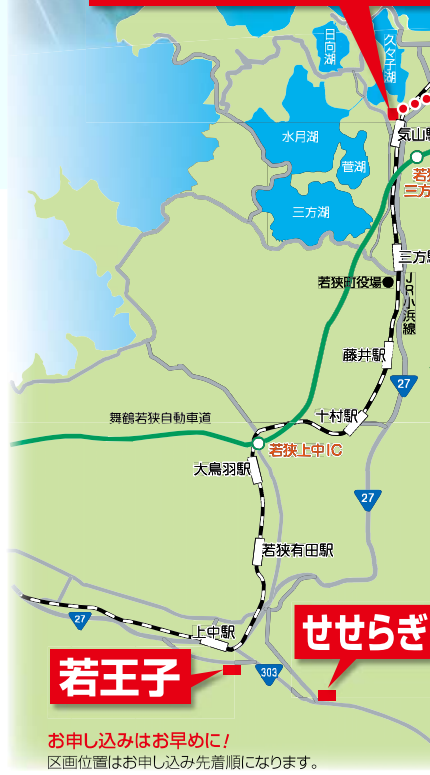 日向湖
久々子湖
気山駅
水月湖
菅湖
若狭
三方
三方湖
三方駅
若狭町役場
JR小浜線
藤井駅
27
十村駅
舞鶴若狭自動車道
若狭上中IC
大鳥羽駅
27
若狭有田駅
27
上中駅
せせらぎ
若王子
303
お申し込みはお早めに!
区画位置はお申し込み先着順になります。